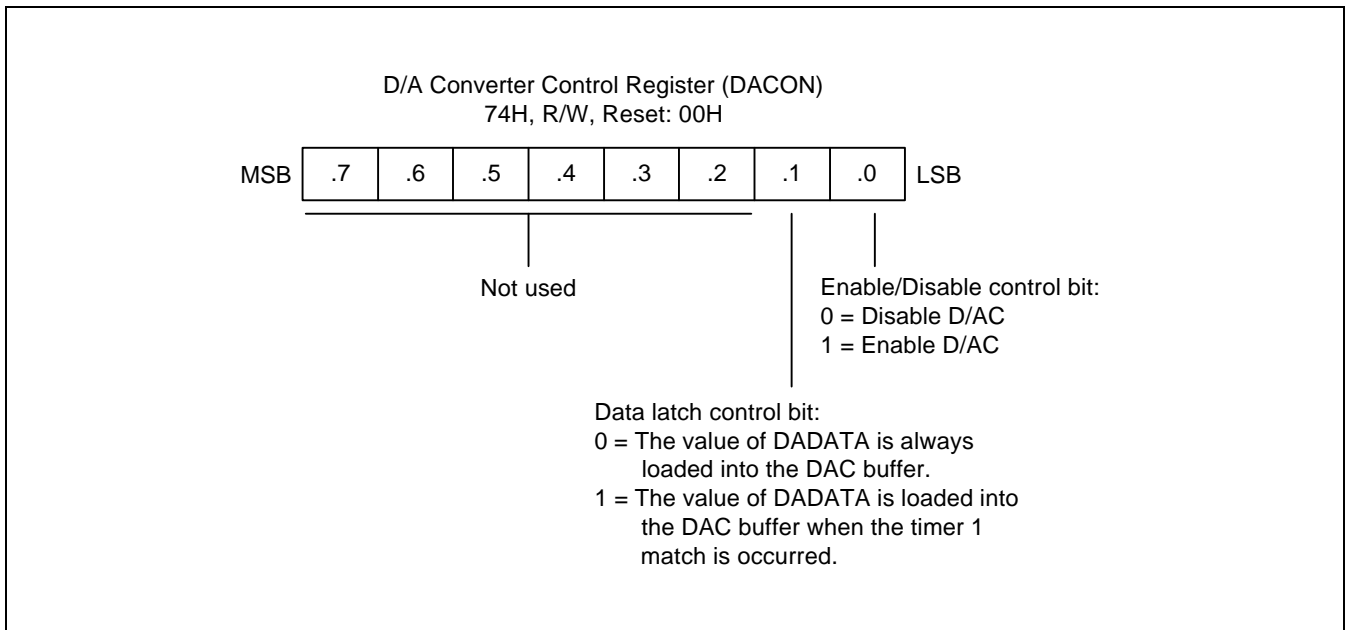 D/A Converter Control Register (DACON)
74H, R/W, Reset: 00H
MSB .7 .6 .5 .4 .3 .2 .1 .0 LSB
Not used
Enable/Disable control bit:
0 = Disable D/AC
1 = Enable D/AC
Data latch control bit:
0 = The value of DADATA is always
loaded into the DAC buffer.
1 = The value of DADATA is loaded into
the DAC buffer when the timer 1
match is occurred.